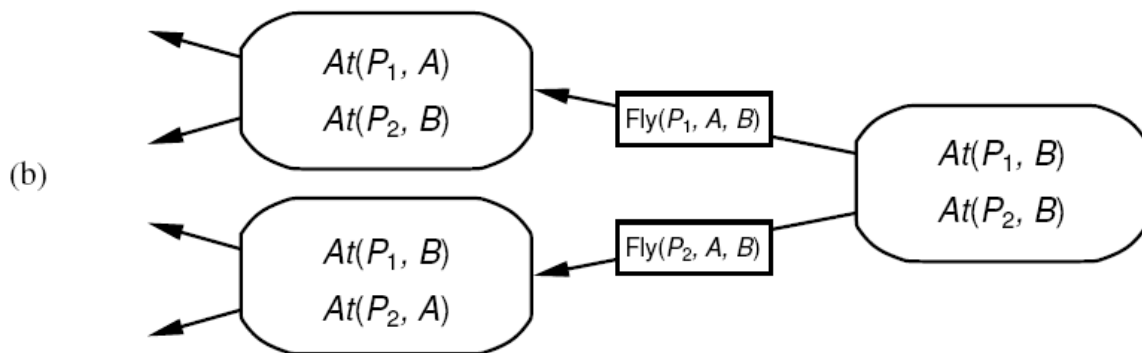 At(P₁, A)
At(P₂, B)
Fly(P₁, A, B)
At(P₁, B)
At(P₂, B)
(b)
At(P₁, B)
At(P₂, A)
Fly(P₂, A, B)